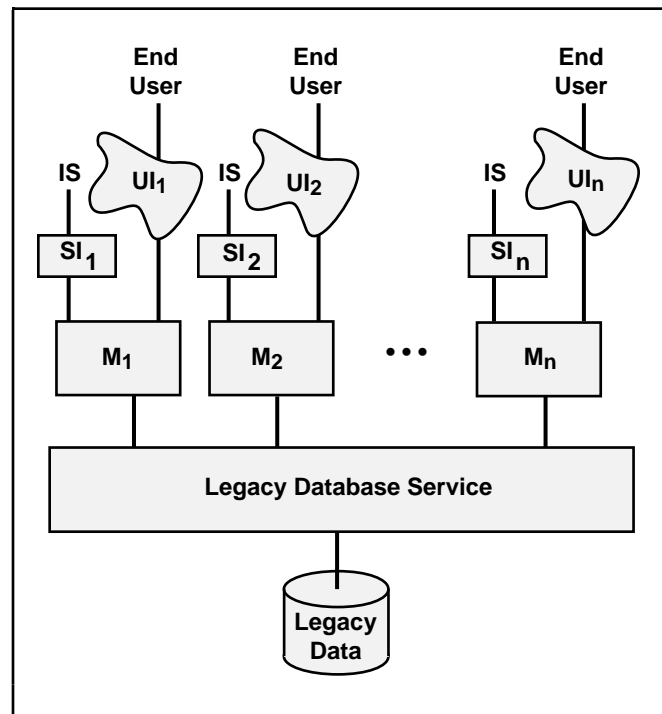 End User
End User
End User
IS
UI1
IS
UI2
IS
UIn
SI1
SI2
SIn
M1
M2
• • •
Mn
Legacy Database Service
Legacy
Data